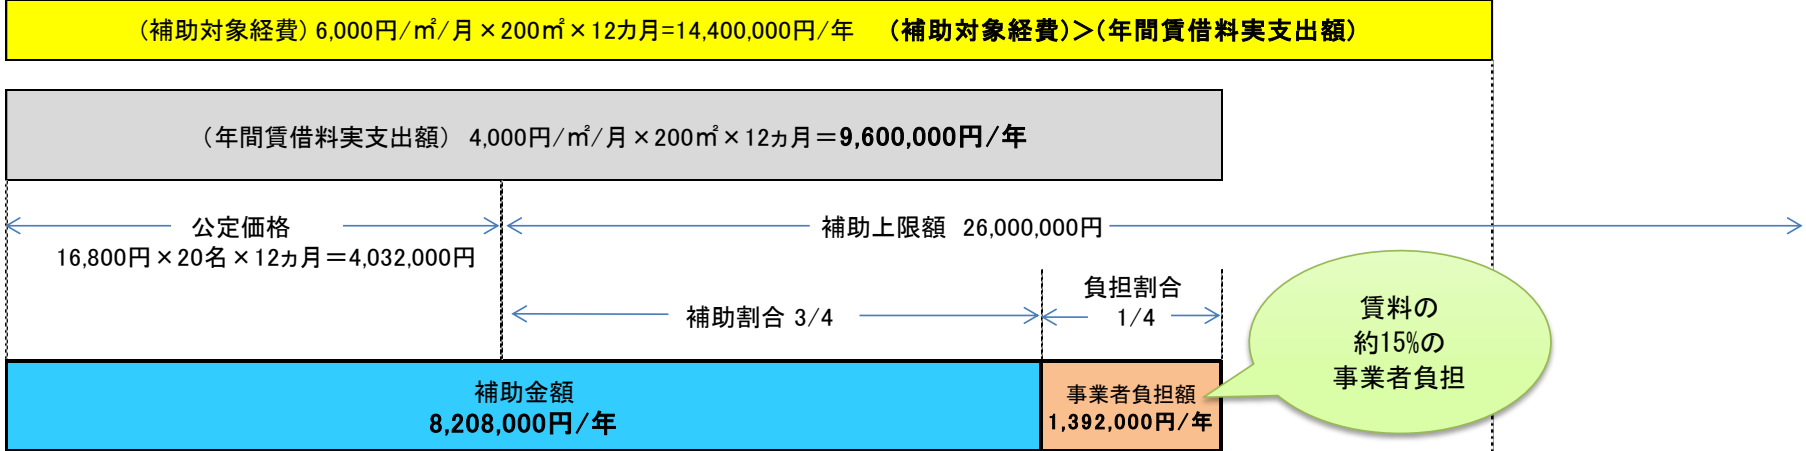 (補助対象経費) 6,000円/㎡/月×200㎡×12カ月=14,400,000円/年 (補助対象経費)>(年間賃借料実支出額)
(年間賃借料実支出額) 4,000円/㎡/月×200㎡×12ヵ月=9,600,000円/年
公定価格
16,800円×20名×12ヵ月=4,032,000円
補助上限額 26,000,000円
補助割合 3/4
負担割合
1/4
賃料の
約15%の
事業者負担
補助金額
8,208,000円/年
事業者負担額
1,392,000円/年